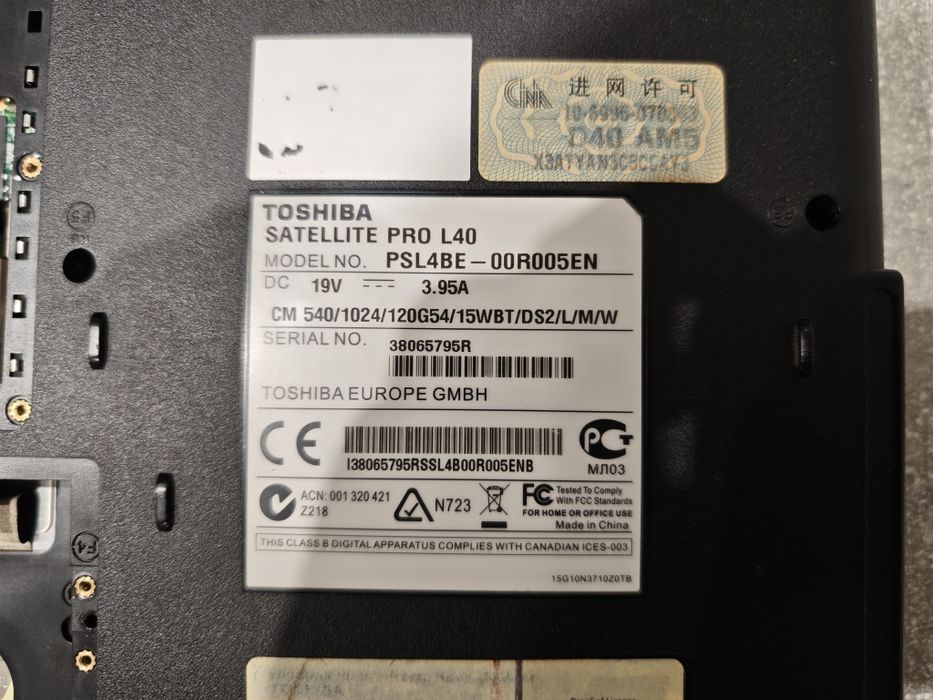 进网许可
D40 AM5
TOSHIBA
SATELLITE PRO L40
MODEL NO. PSL4BE-00R005EN
DC 19V 3.95A
CM 540/1024/120G54/15WBT/DS2/L/M/W
SERIAL NO. 38065795R
TOSHIBA EUROPE GMBH
CE
I38065795RSSL4B00R005ENB
МЛ03
ACN: 001 320 421
Z218
N723
FC Tested To Comply
With FCC Standards
FOR HOME OR OFFICE USE
Made in China
THIS CLASS B DIGITAL APPARATUS COMPLIES WITH CANADIAN ICES-003
15G10N3710Z0TB
F4